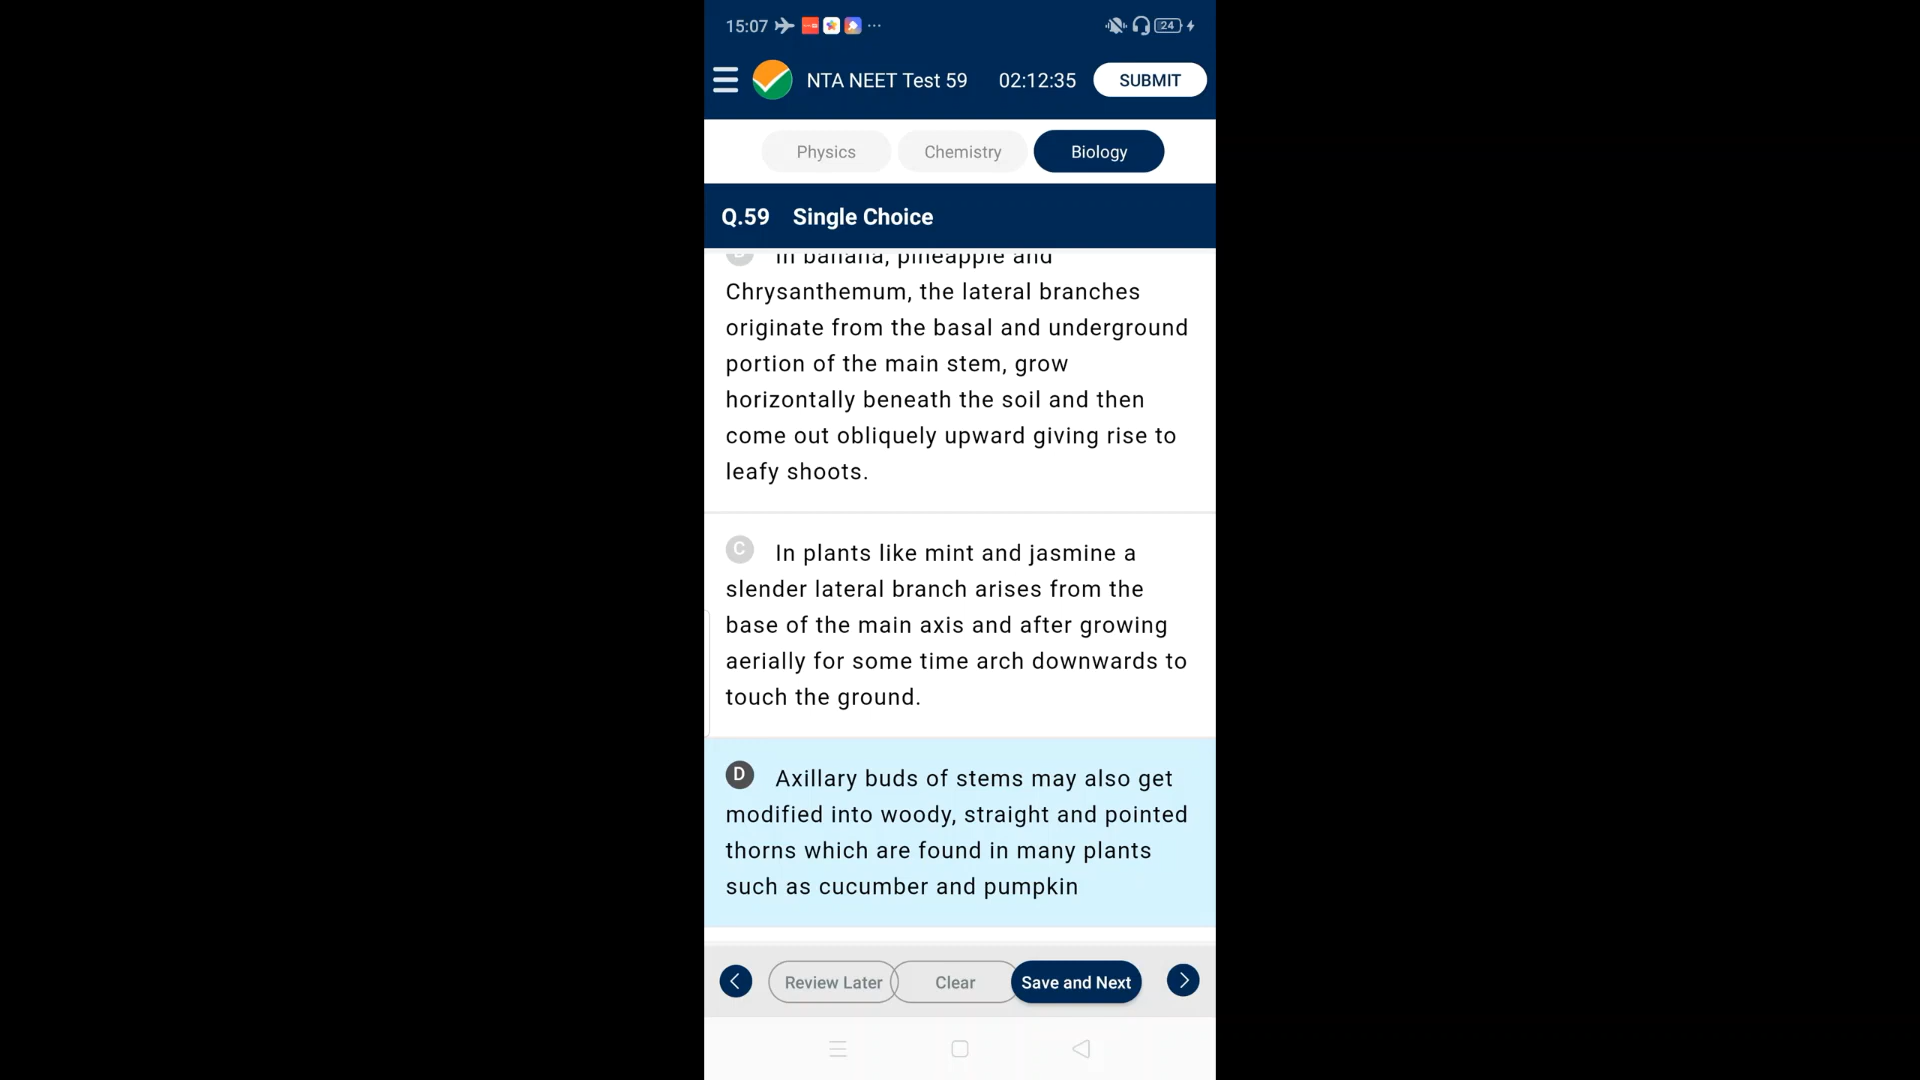 15:07
24
NTA NEET Test 59 02:12:35 SUBMIT
Physics Chemistry Biology
Q.59 Single Choice
B In banana, pineapple and
Chrysanthemum, the lateral branches
originate from the basal and underground
portion of the main stem, grow
horizontally beneath the soil and then
come out obliquely upward giving rise to
leafy shoots.
C In plants like mint and jasmine a
slender lateral branch arises from the
base of the main axis and after growing
aerially for some time arch downwards to
touch the ground.
D Axillary buds of stems may also get
modified into woody, straight and pointed
thorns which are found in many plants
such as cucumber and pumpkin
Review Later Clear Save and Next